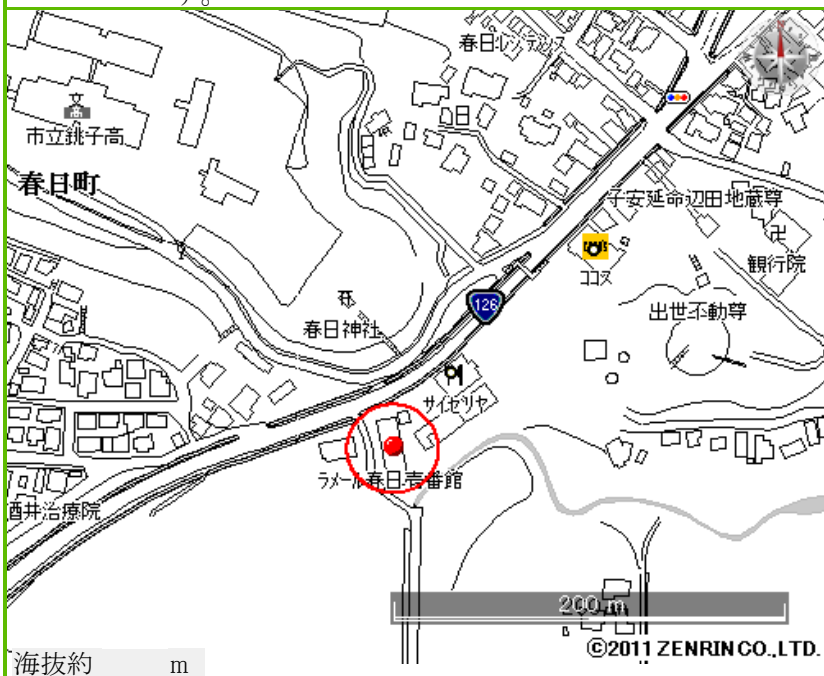 す。
春日レジデンス
文
高
市立銚子高
春日町
子安延命辺田地蔵尊
観行院
ココス
126
出世不動尊
春日神社
サイゼリヤ
ラメール春日壱番館
酒井治療院
200 m
©2011 ZENRIN CO.,LTD.
海抜約 m